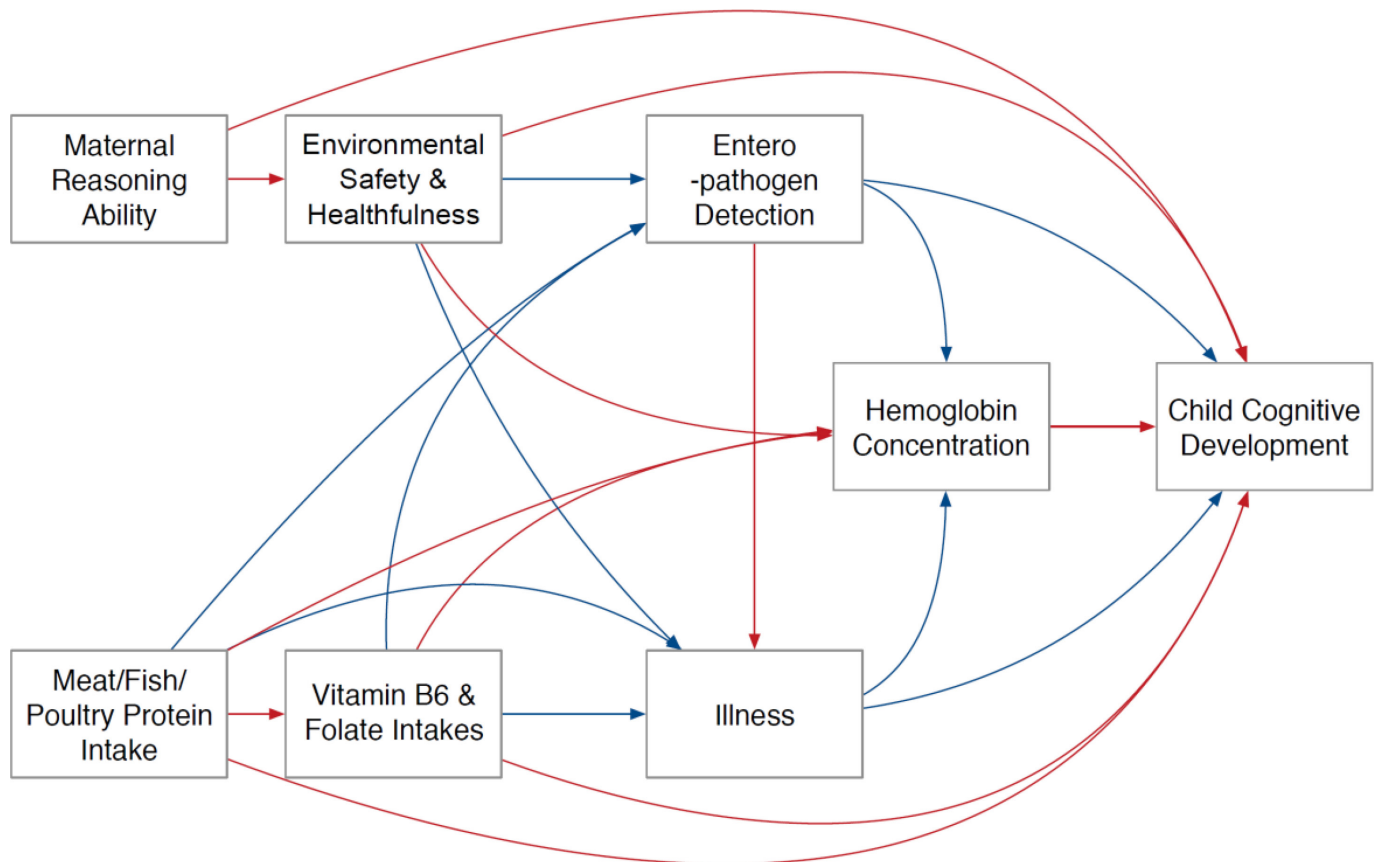 Maternal
Reasoning
Ability
Environmental
Safety &
Healthfulness
Entero
-pathogen
Detection
Hemoglobin
Concentration
Child Cognitive
Development
Meat/Fish/
Poultry Protein
Intake
Vitamin B6 &
Folate Intakes
Illness